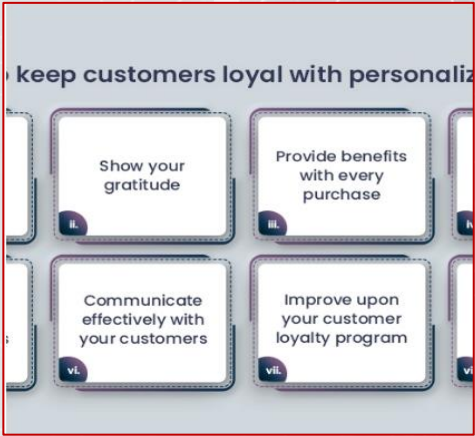 keep customers loyal with personaliz
Show your
gratitude
ii.
Provide benefits
with every
purchase
iii.
Communicate
effectively with
your customers
vi.
Improve upon
your customer
loyalty program
vii.